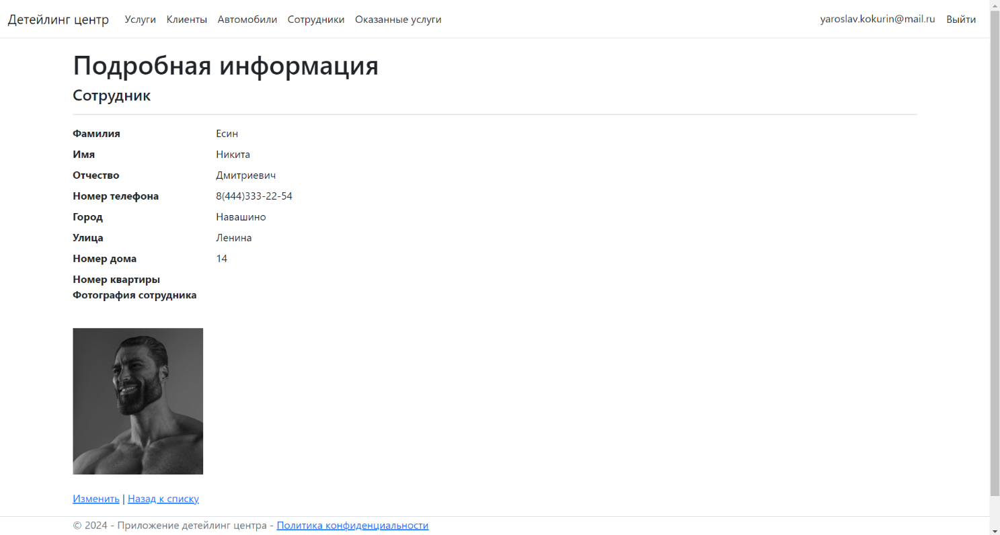 Детейлинг центр Услуги Клиенты Автомобили Сотрудники Оказанные услуги yaroslav.kokurin@mail.ru Выйти
Подробная информация
Сотрудник
Фамилия Есин
Имя Никита
Отчество Дмитриевич
Номер телефона 8(444)333-22-54
Город Навашино
Улица Ленина
Номер дома 14
Номер квартиры
Фотография сотрудника
Изменить | Назад к списку
© 2024 - Приложение детейлинг центра - Политика конфиденциальности